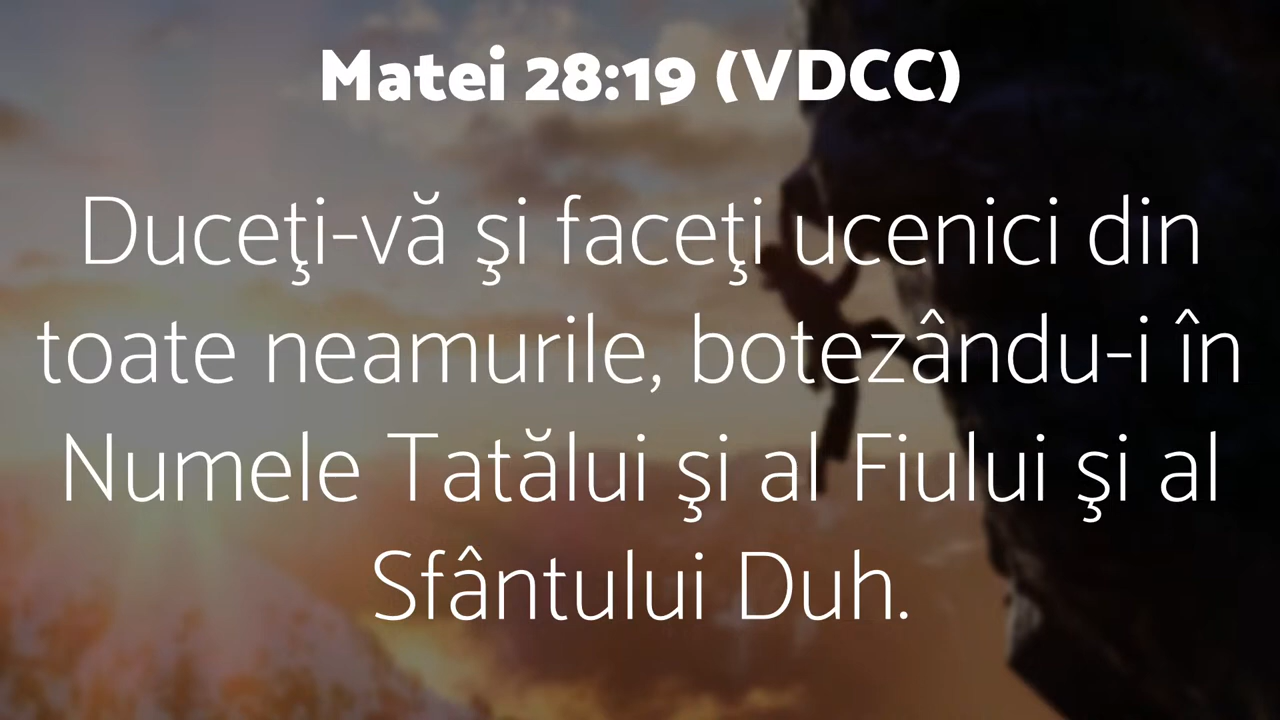 Matei 28:19 (VDCC)
Duceţi-vă şi faceţi ucenici din
toate neamurile, botezându-i în
Numele Tatălui şi al Fiului şi al
Sfântului Duh.